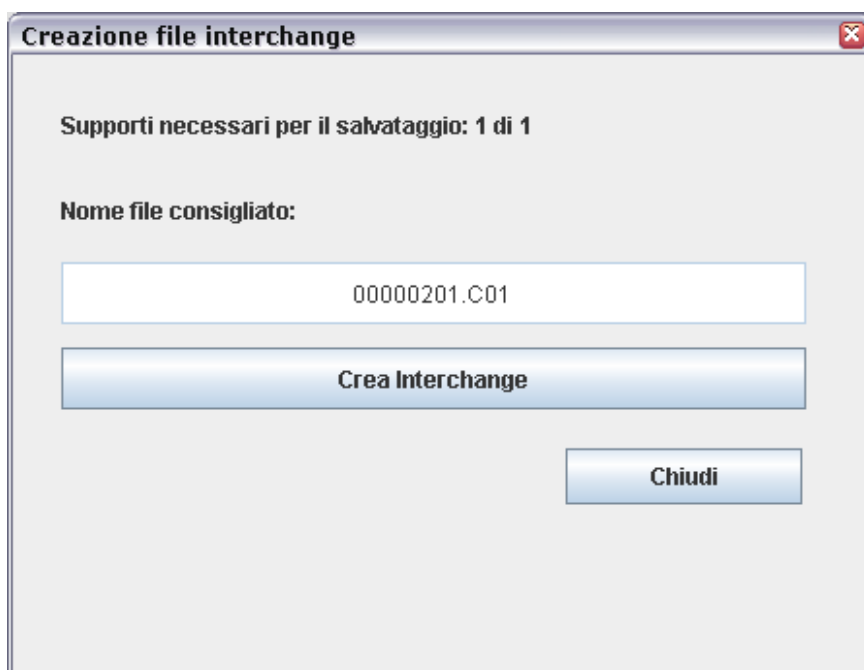 Creazione file interchange
Supporti necessari per il salvataggio: 1 di 1
Nome file consigliato:
00000201.C01
Crea Interchange
Chiudi